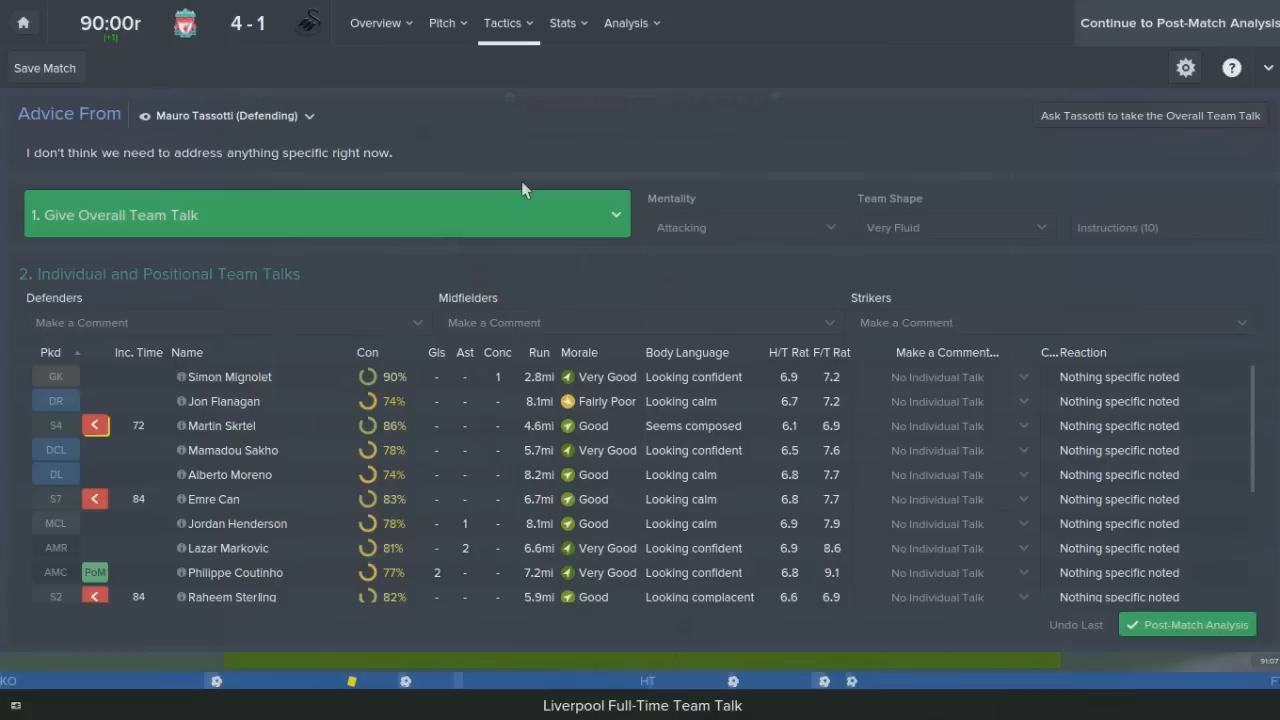 90:00r
(+1)
4 - 1
Overview Pitch Tactics Stats Analysis
Continue to Post-Match Analysis
Save Match
?
Advice From Mauro Tassotti (Defending)
Ask Tassotti to take the Overall Team Talk
I don't think we need to address anything specific right now.
Mentality Team Shape
1. Give Overall Team Talk
Attacking Very Fluid Instructions (10)
2. Individual and Positional Team Talks
Defenders Midfielders Strikers
Make a Comment Make a Comment Make a Comment
Pkd Inc. Time Name Con Gls Ast Conc Run Morale Body Language H/T Rat F/T Rat Make a Comment... C... Reaction
GK Simon Mignolet 90% - - 1 2.8mi Very Good Looking confident 6.9 7.2 No Individual Talk Nothing specific noted
DR Jon Flanagan 74% - - - 8.1mi Fairly Poor Looking calm 6.7 7.2 No Individual Talk Nothing specific noted
S4 72 Martin Skrtel 86% - - - 4.6mi Good Seems composed 6.1 6.9 No Individual Talk Nothing specific noted
DCL Mamadou Sakho 78% - - - 5.7mi Very Good Looking confident 6.5 7.6 No Individual Talk Nothing specific noted
DL Alberto Moreno 74% - - - 8.2mi Good Looking calm 6.8 7.7 No Individual Talk Nothing specific noted
S7 84 Emre Can 83% - - - 6.7mi Good Looking calm 6.8 7.7 No Individual Talk Nothing specific noted
MCL Jordan Henderson 78% - 1 - 8.1mi Good Looking calm 6.9 7.9 No Individual Talk Nothing specific noted
AMR Lazar Markovic 81% - 2 - 6.6mi Very Good Looking confident 6.9 8.6 No Individual Talk Nothing specific noted
AMC PoM Philippe Coutinho 77% 2 - - 7.2mi Very Good Looking confident 6.8 9.1 No Individual Talk Nothing specific noted
S2 84 Raheem Sterling 82% - - - 5.9mi Good Looking complacent 6.6 6.9 No Individual Talk Nothing specific noted
Undo Last Post-Match Analysis
91:07
KO HT F
Liverpool Full-Time Team Talk